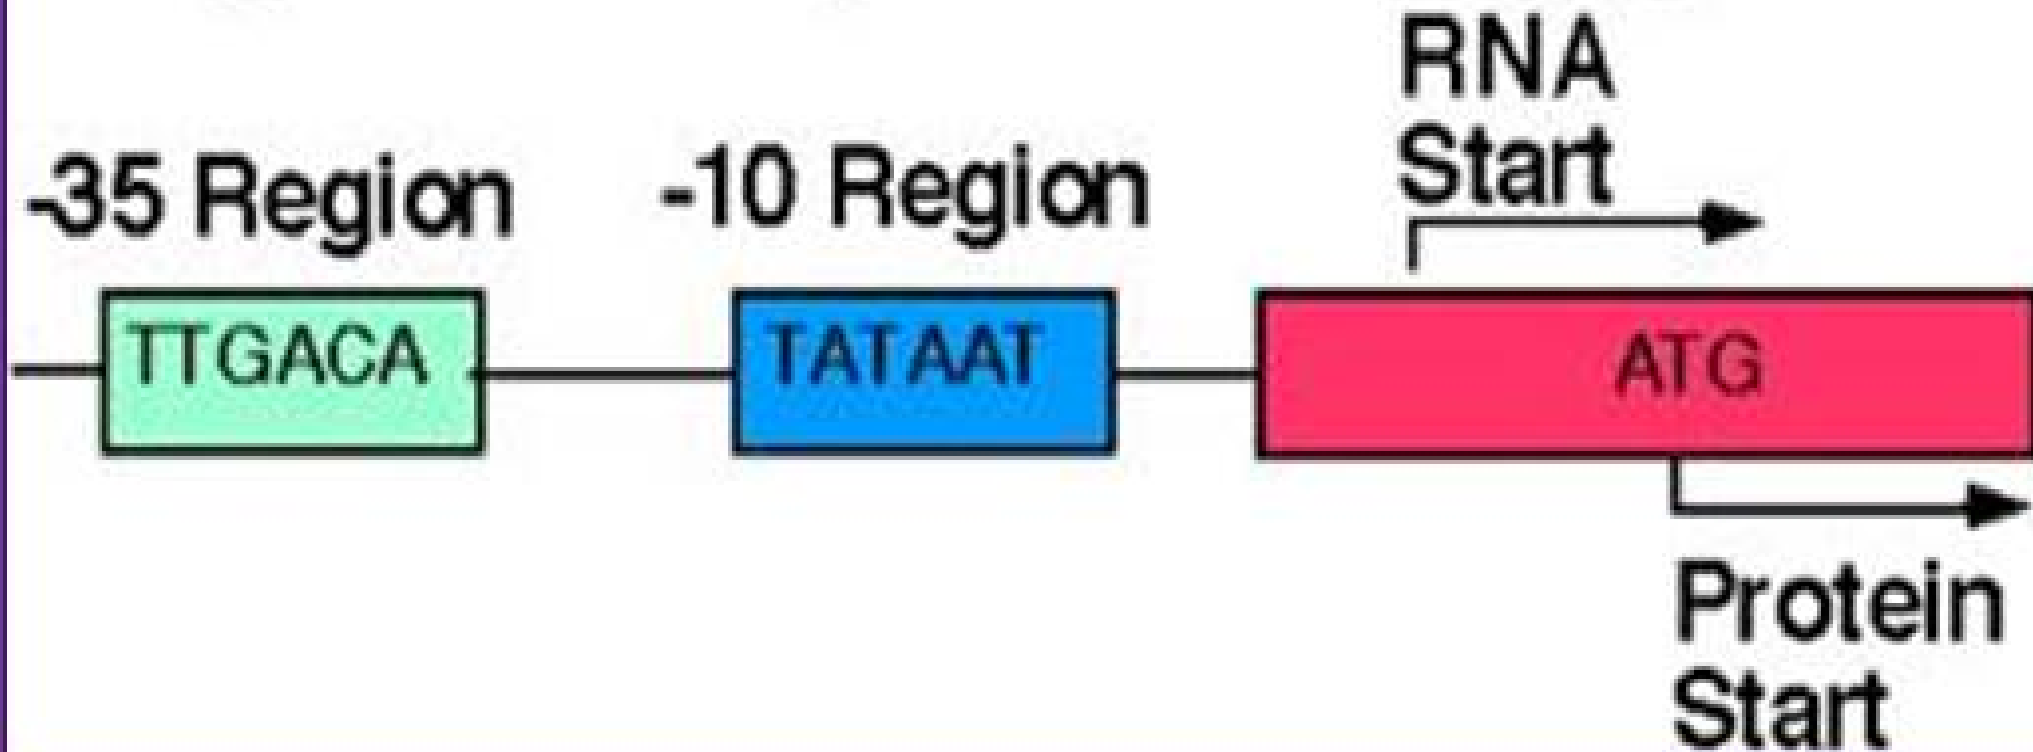 RNA
Start
-35 Region
-10 Region
TTGACA
TATAAT
ATG
Protein
Start